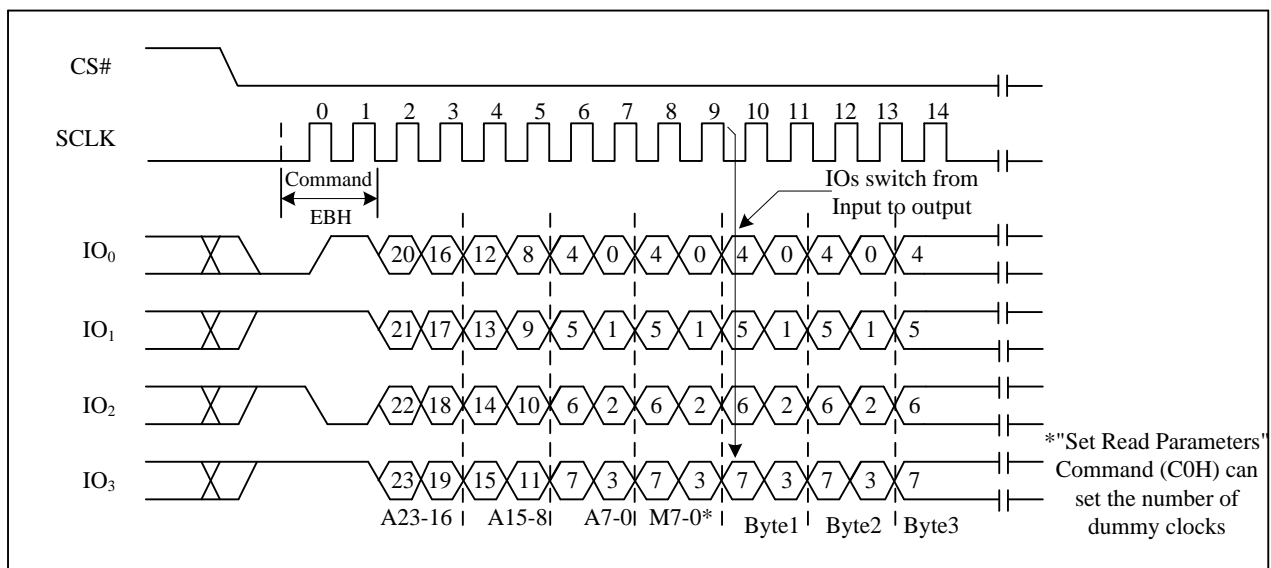 CS#
SCLK
0 1 2 3 4 5 6 7 8 9 10 11 12 13 14
Command
EBH
IOs switch from
Input to output
IO0
20 16 12 8 4 0 4 0 4 0 4 0 4
IO1
21 17 13 9 5 1 5 1 5 1 5 1 5
IO2
22 18 14 10 6 2 6 2 6 2 6 2 6
IO3
23 19 15 11 7 3 7 3 7 3 7 3 7
A23-16 A15-8 A7-0 M7-0* Byte1 Byte2 Byte3
*"Set Read Parameters"
Command (C0H) can
set the number of
dummy clocks